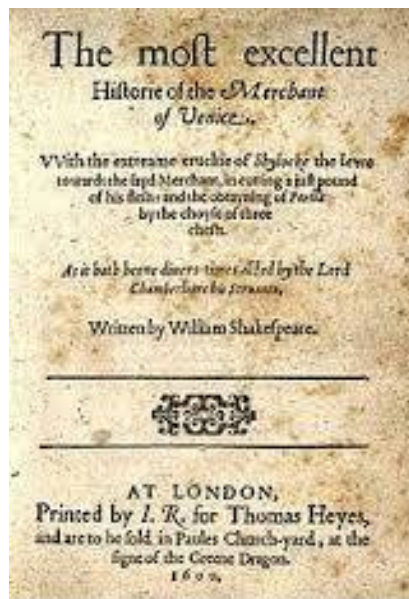 The moſt excellent
Hiſtorie of the Merchant
of Venice.
VVith the extreame crueltie of Shylocke the Iewe
towards the ſayd Merchant, in cutting a iuſt pound
of his fleſh: and the obtayning of Portia
by the choyſe of three
cheſts.
As it hath beene diuers times acted by the Lord
Chamberlaine his Seruants.
Written by William Shakeſpeare.
AT LONDON,
Printed by I. R. for Thomas Heyes,
and are to be ſold in Paules Church-yard, at the
ſigne of the Greene Dragon.
1600.